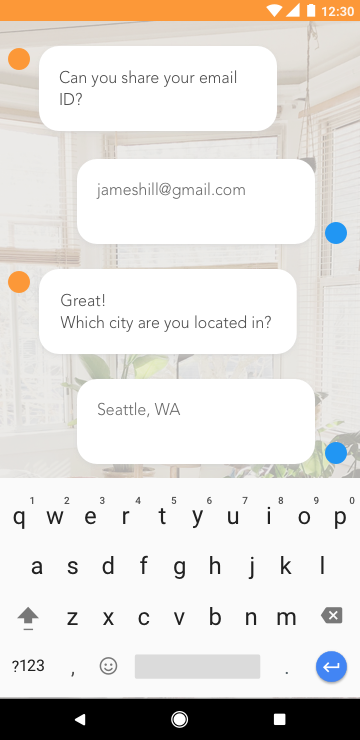 12:30
Can you share your email
ID?
jameshill@gmail.com
Great!
Which city are you located in?
Seattle, WA
1 2 3 4 5 6 7 8 9 0
q w e r t y u i o p
a s d f g h j k l
z x c v b n m
?123 , .